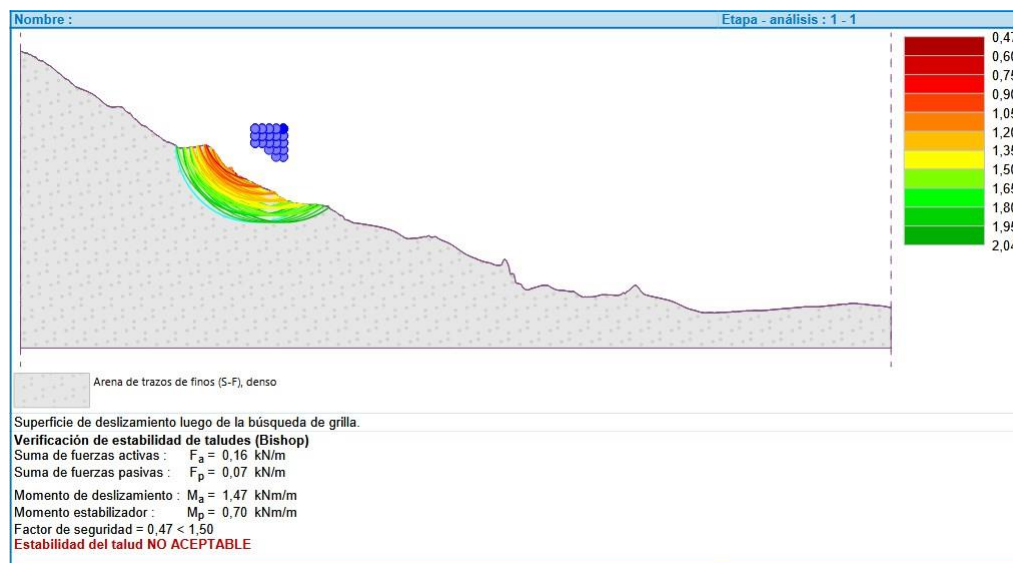 Nombre :
Etapa - análisis : 1 - 1
0,47
0,60
0,75
0,90
1,05
1,20
1,35
1,50
1,65
1,80
1,95
2,04
Arena de trazos de finos (S-F), denso
Superficie de deslizamiento luego de la búsqueda de grilla.
Verificación de estabilidad de taludes (Bishop)
Suma de fuerzas activas : Fa = 0,16 kN/m
Suma de fuerzas pasivas : Fp = 0,07 kN/m
Momento de deslizamiento : Ma = 1,47 kNm/m
Momento estabilizador : Mp = 0,70 kNm/m
Factor de seguridad = 0,47 < 1,50
Estabilidad del talud NO ACEPTABLE